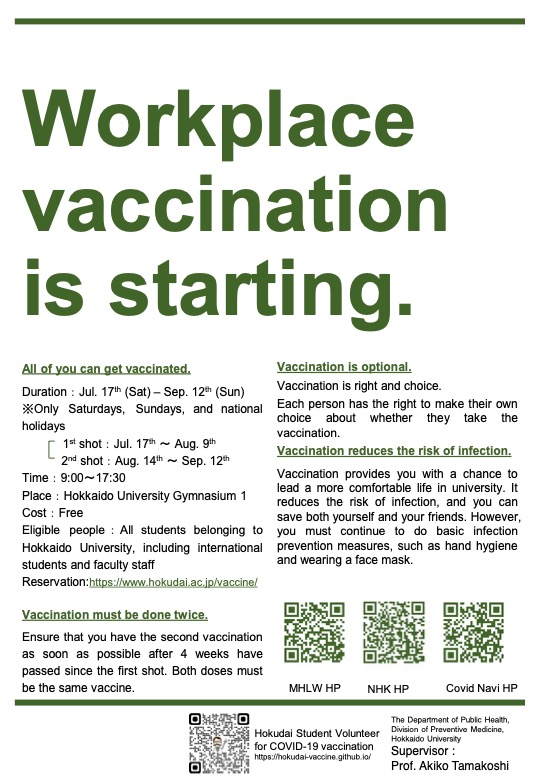 Workplace
vaccination
is starting.
All of you can get vaccinated.
Duration：Jul. 17th (Sat) – Sep. 12th (Sun)
※Only Saturdays, Sundays, and national
holidays
1st shot：Jul. 17th ～ Aug. 9th
2nd shot：Aug. 14th ～ Sep. 12th
Time：9:00～17:30
Place：Hokkaido University Gymnasium 1
Cost：Free
Eligible people：All students belonging to
Hokkaido University, including international
students and faculty staff
Reservation:https://www.hokudai.ac.jp/vaccine/
Vaccination must be done twice.
Ensure that you have the second vaccination
as soon as possible after 4 weeks have
passed since the first shot. Both doses must
be the same vaccine.
Vaccination is optional.
Vaccination is right and choice.
Each person has the right to make their own
choice about whether they take the
vaccination.
Vaccination reduces the risk of infection.
Vaccination provides you with a chance to
lead a more comfortable life in university. It
reduces the risk of infection, and you can
save both yourself and your friends. However,
you must continue to do basic infection
prevention measures, such as hand hygiene
and wearing a face mask.
MHLW HP
NHK HP
Covid Navi HP
Hokudai Student Volunteer
for COVID-19 vaccination
https://hokudai-vaccine.github.io/
The Department of Public Health,
Division of Preventive Medicine,
Hokkaido University
Supervisor：
Prof. Akiko Tamakoshi